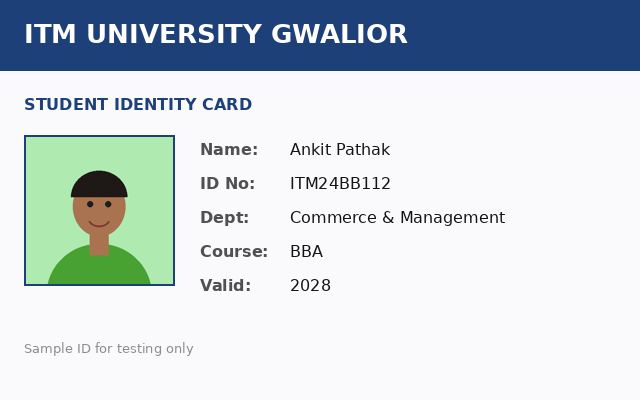 ITM UNIVERSITY GWALIOR
STUDENT IDENTITY CARD
Name: Ankit Pathak
ID No: ITM24BB112
Dept: Commerce & Management
Course: BBA
Valid: 2028
Sample ID for testing only